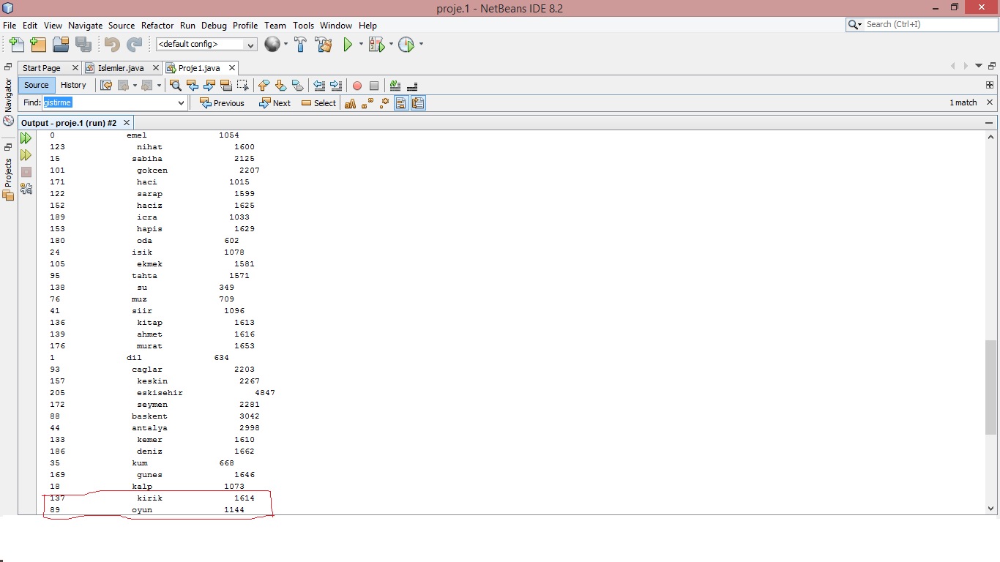 proje.1 - NetBeans IDE 8.2
File Edit View Navigate Source Refactor Run Debug Profile Team Tools Window Help
Search (Ctrl+I)
<default config>
Start Page Islemler.java Proje1.java
Source History
Find: gistirme Previous Next Select 1 match
Navigator
Projects
Output - proje.1 (run) #2
0 emel 1054
123 nihat 1600
15 sabiha 2125
101 gokcen 2207
171 haci 1015
122 sarap 1599
152 haciz 1625
189 icra 1033
153 hapis 1629
180 oda 602
24 isik 1078
105 ekmek 1581
95 tahta 1571
138 su 349
76 muz 709
41 siir 1096
136 kitap 1613
139 ahmet 1616
176 murat 1653
1 dil 634
93 caglar 2203
157 keskin 2267
205 eskisehir 4847
172 seymen 2281
88 baskent 3042
44 antalya 2998
133 kemer 1610
186 deniz 1662
35 kum 668
169 gunes 1646
18 kalp 1073
137 kirik 1614
89 oyun 1144